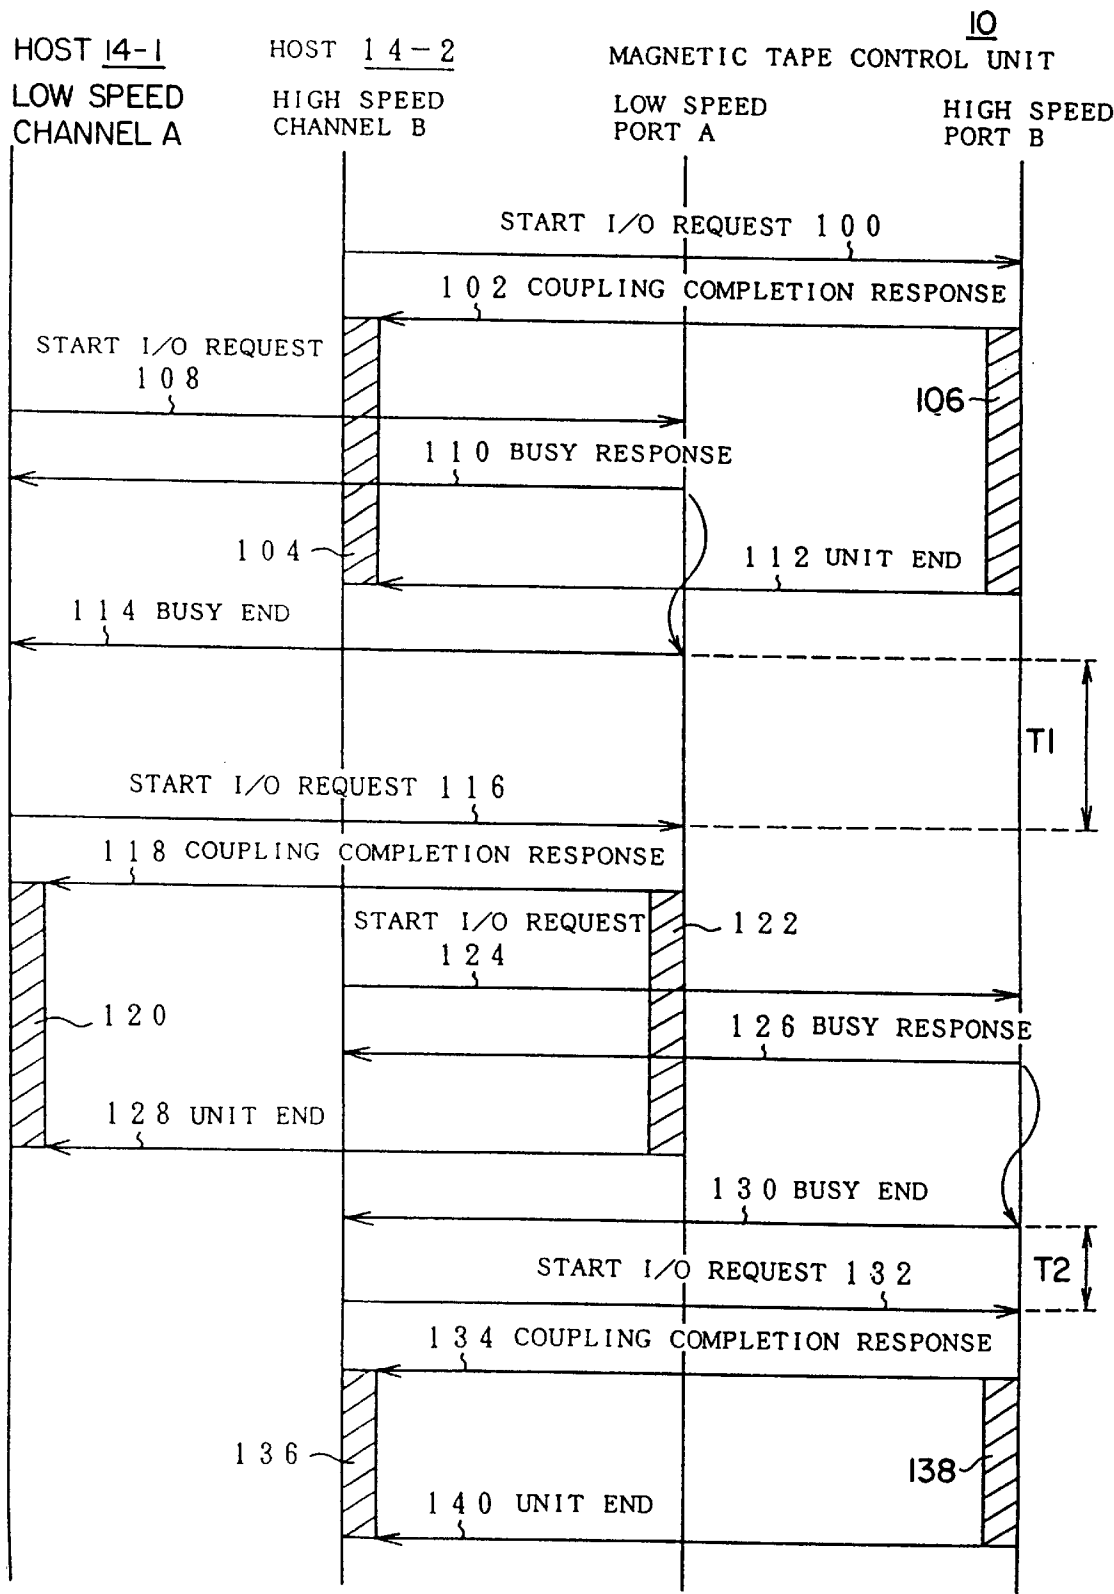 10
HOST 14-1
HOST 14-2
MAGNETIC TAPE CONTROL UNIT
LOW SPEED
CHANNEL A
HIGH SPEED
CHANNEL B
LOW SPEED
PORT A
HIGH SPEED
PORT B
START I/O REQUEST 100
102 COUPLING COMPLETION RESPONSE
START I/O REQUEST
108
106
110 BUSY RESPONSE
104
112 UNIT END
114 BUSY END
T1
START I/O REQUEST 116
118 COUPLING COMPLETION RESPONSE
START I/O REQUEST
124
122
120
126 BUSY RESPONSE
128 UNIT END
130 BUSY END
START I/O REQUEST 132
T2
134 COUPLING COMPLETION RESPONSE
136
138
140 UNIT END